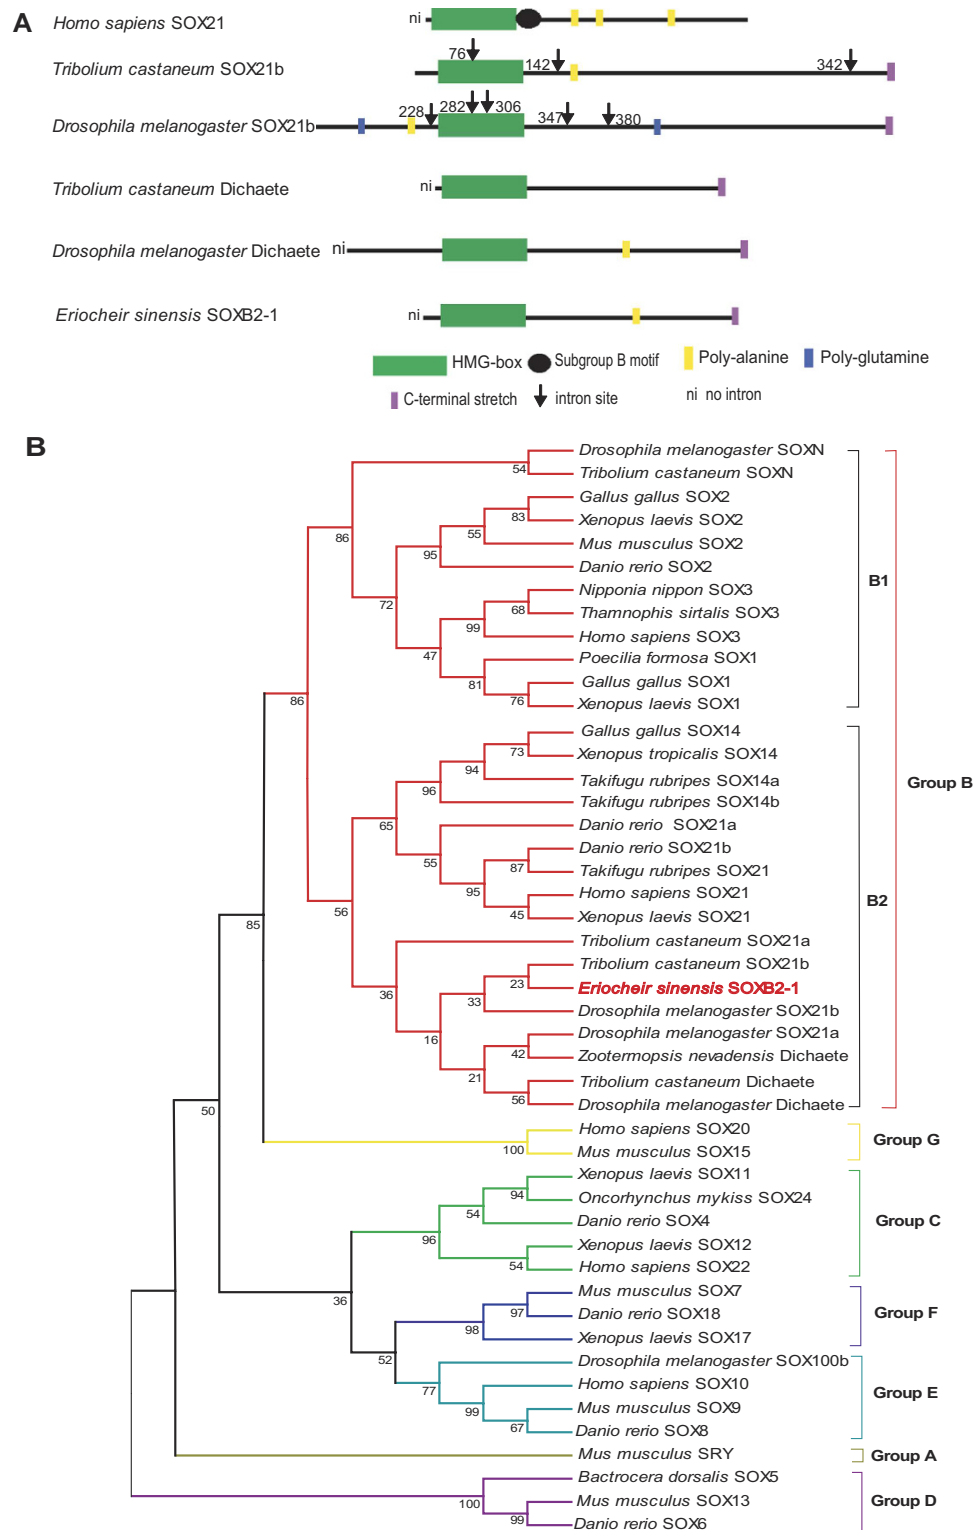 A
Homo sapiens SOX21
ni
Tribolium castaneum SOX21b
76
142
342
Drosophila melanogaster SOX21b
228
282
306
347
380
Tribolium castaneum Dichaete
ni
Drosophila melanogaster Dichaete
ni
Eriocheir sinensis SOXB2-1
ni
HMG-box
Subgroup B motif
Poly-alanine
Poly-glutamine
C-terminal stretch
intron site
ni no intron
B
Drosophila melanogaster SOXN
54
Tribolium castaneum SOXN
Gallus gallus SOX2
83
Xenopus laevis SOX2
86
55
Mus musculus SOX2
95
Danio rerio SOX2
B1
Nipponia nippon SOX3
72
68
Thamnophis sirtalis SOX3
99
Homo sapiens SOX3
47
Poecilia formosa SOX1
81
Gallus gallus SOX1
86
76
Xenopus laevis SOX1
Gallus gallus SOX14
73
Xenopus tropicalis SOX14
94
Takifugu rubripes SOX14a
Group B
96
Takifugu rubripes SOX14b
65
Danio rerio SOX21a
Danio rerio SOX21b
55
87
Takifugu rubripes SOX21
95
Homo sapiens SOX21
B2
56
45
Xenopus laevis SOX21
85
Tribolium castaneum SOX21a
Tribolium castaneum SOX21b
36
23
Eriocheir sinensis SOXB2-1
33
Drosophila melanogaster SOX21b
16
Drosophila melanogaster SOX21a
42
Zootermopsis nevadensis Dichaete
21
Tribolium castaneum Dichaete
56
Drosophila melanogaster Dichaete
50
Homo sapiens SOX20
Group G
100
Mus musculus SOX15
Xenopus laevis SOX11
94
Oncorhynchus mykiss SOX24
54
Danio rerio SOX4
Group C
96
Xenopus laevis SOX12
54
Homo sapiens SOX22
36
Mus musculus SOX7
97
Danio rerio SOX18
Group F
98
Xenopus laevis SOX17
52
Drosophila melanogaster SOX100b
77
Homo sapiens SOX10
Group E
99
Mus musculus SOX9
67
Danio rerio SOX8
Mus musculus SRY
Group A
Bactrocera dorsalis SOX5
100
Mus musculus SOX13
Group D
99
Danio rerio SOX6